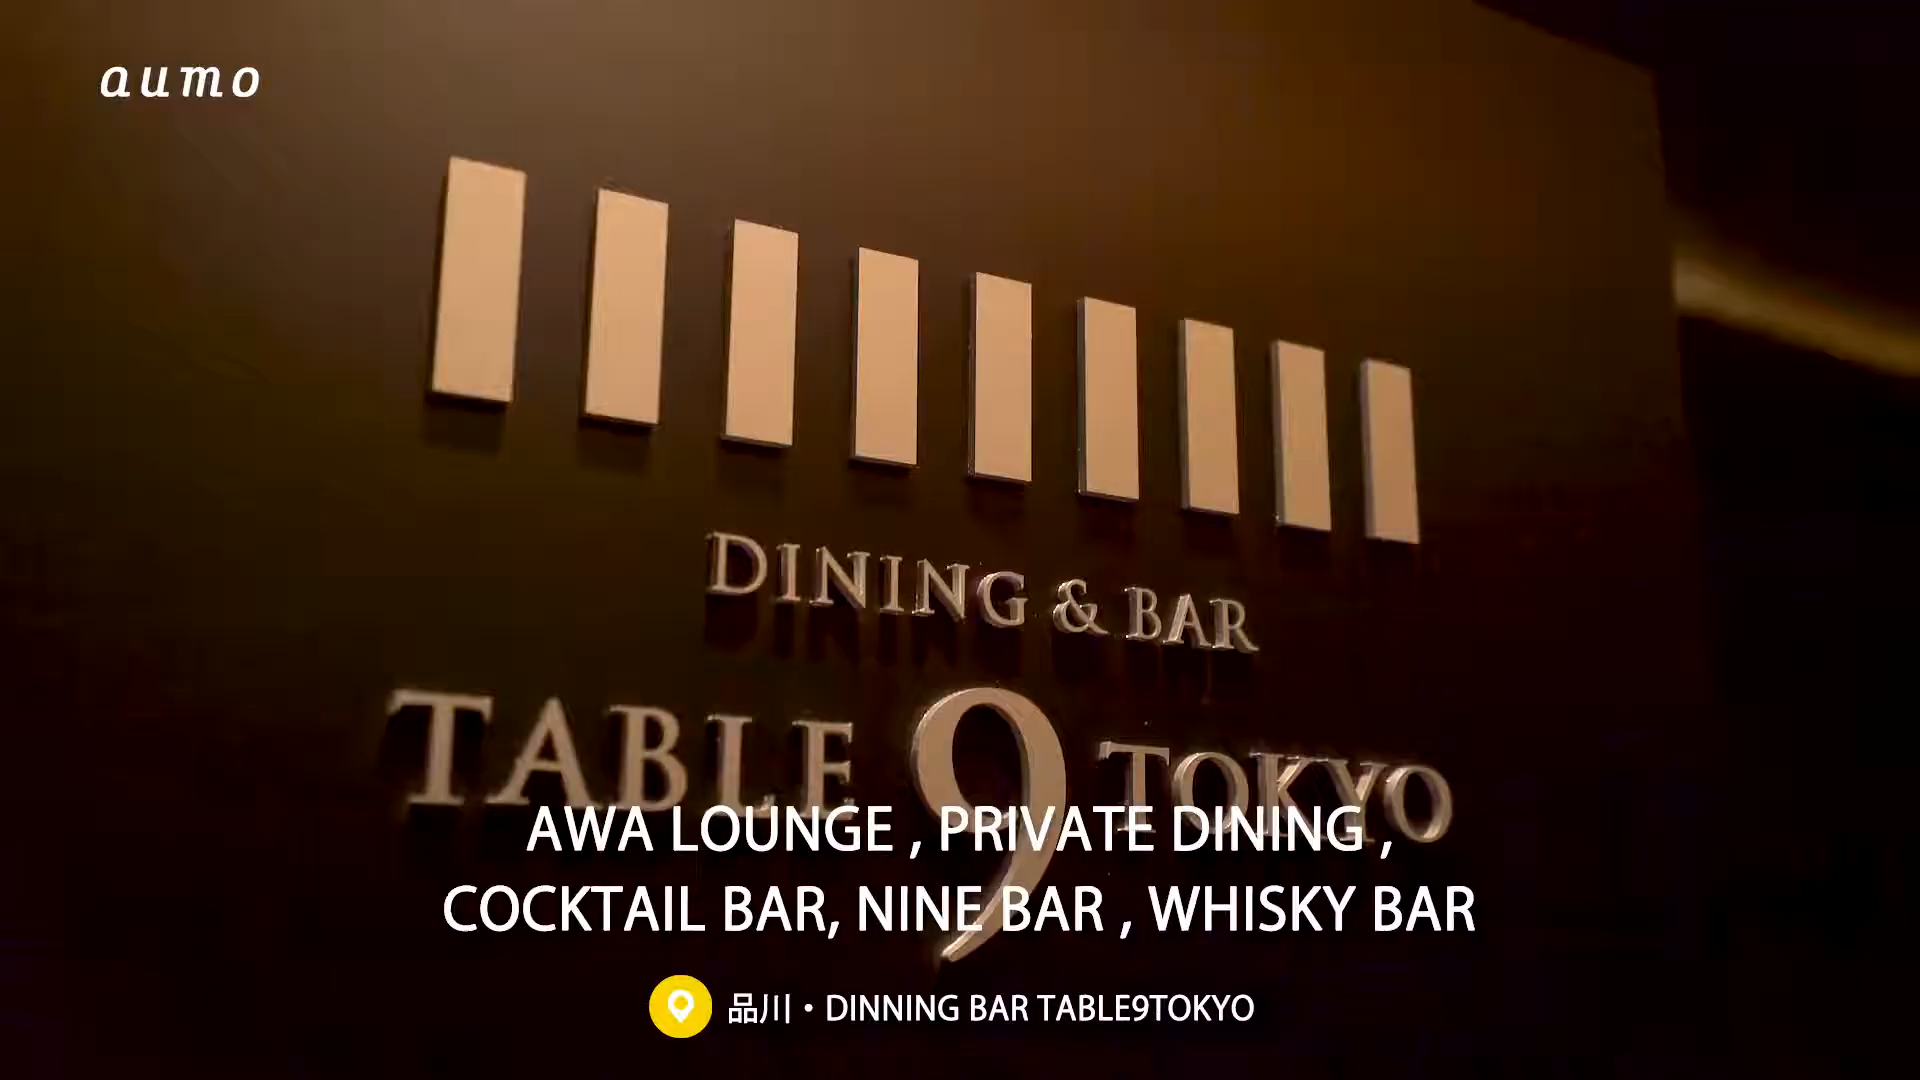 aumo
DINING & BAR
TABLE 9 TOKYO
AWA LOUNGE , PRIVATE DINING ,
COCKTAIL BAR, NINE BAR , WHISKY BAR
品川・DINNING BAR TABLE9TOKYO